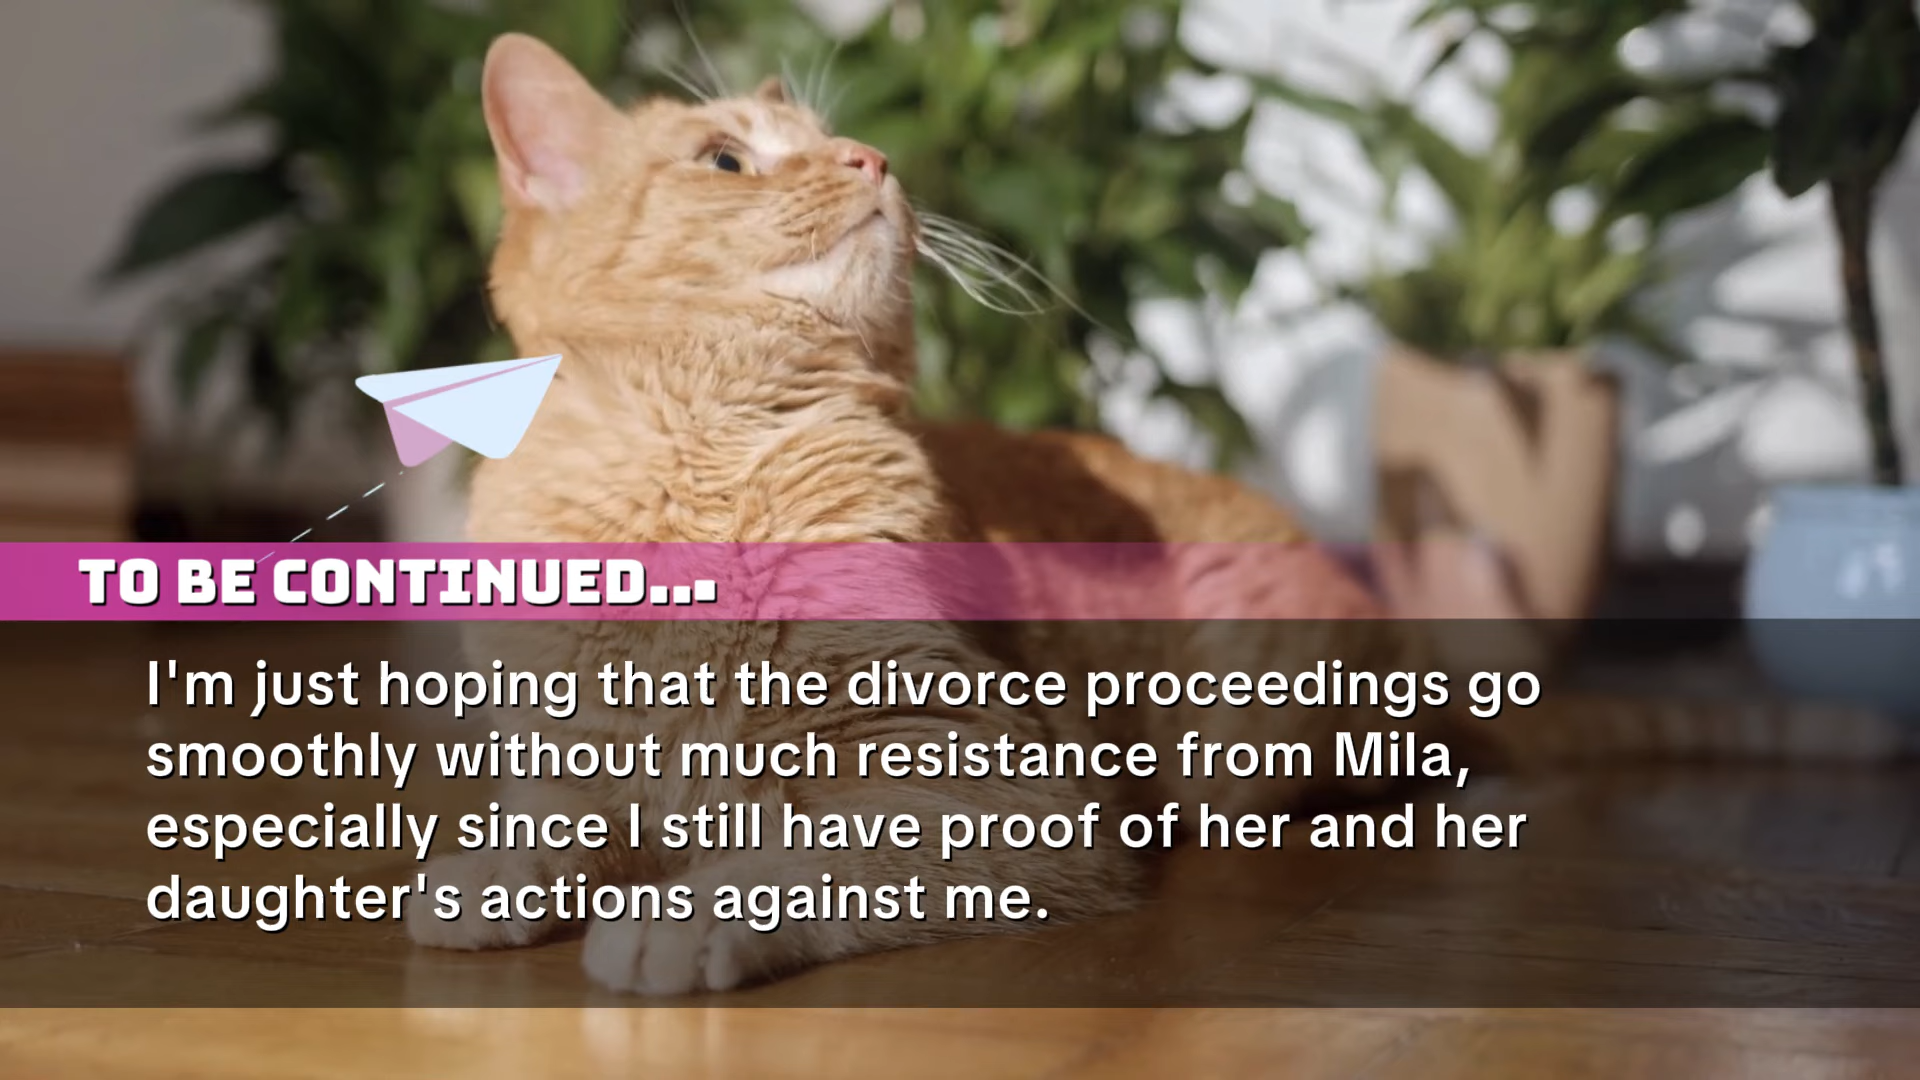 TO BE CONTINUED...
I'm just hoping that the divorce proceedings go
smoothly without much resistance from Mila,
especially since I still have proof of her and her
daughter's actions against me.